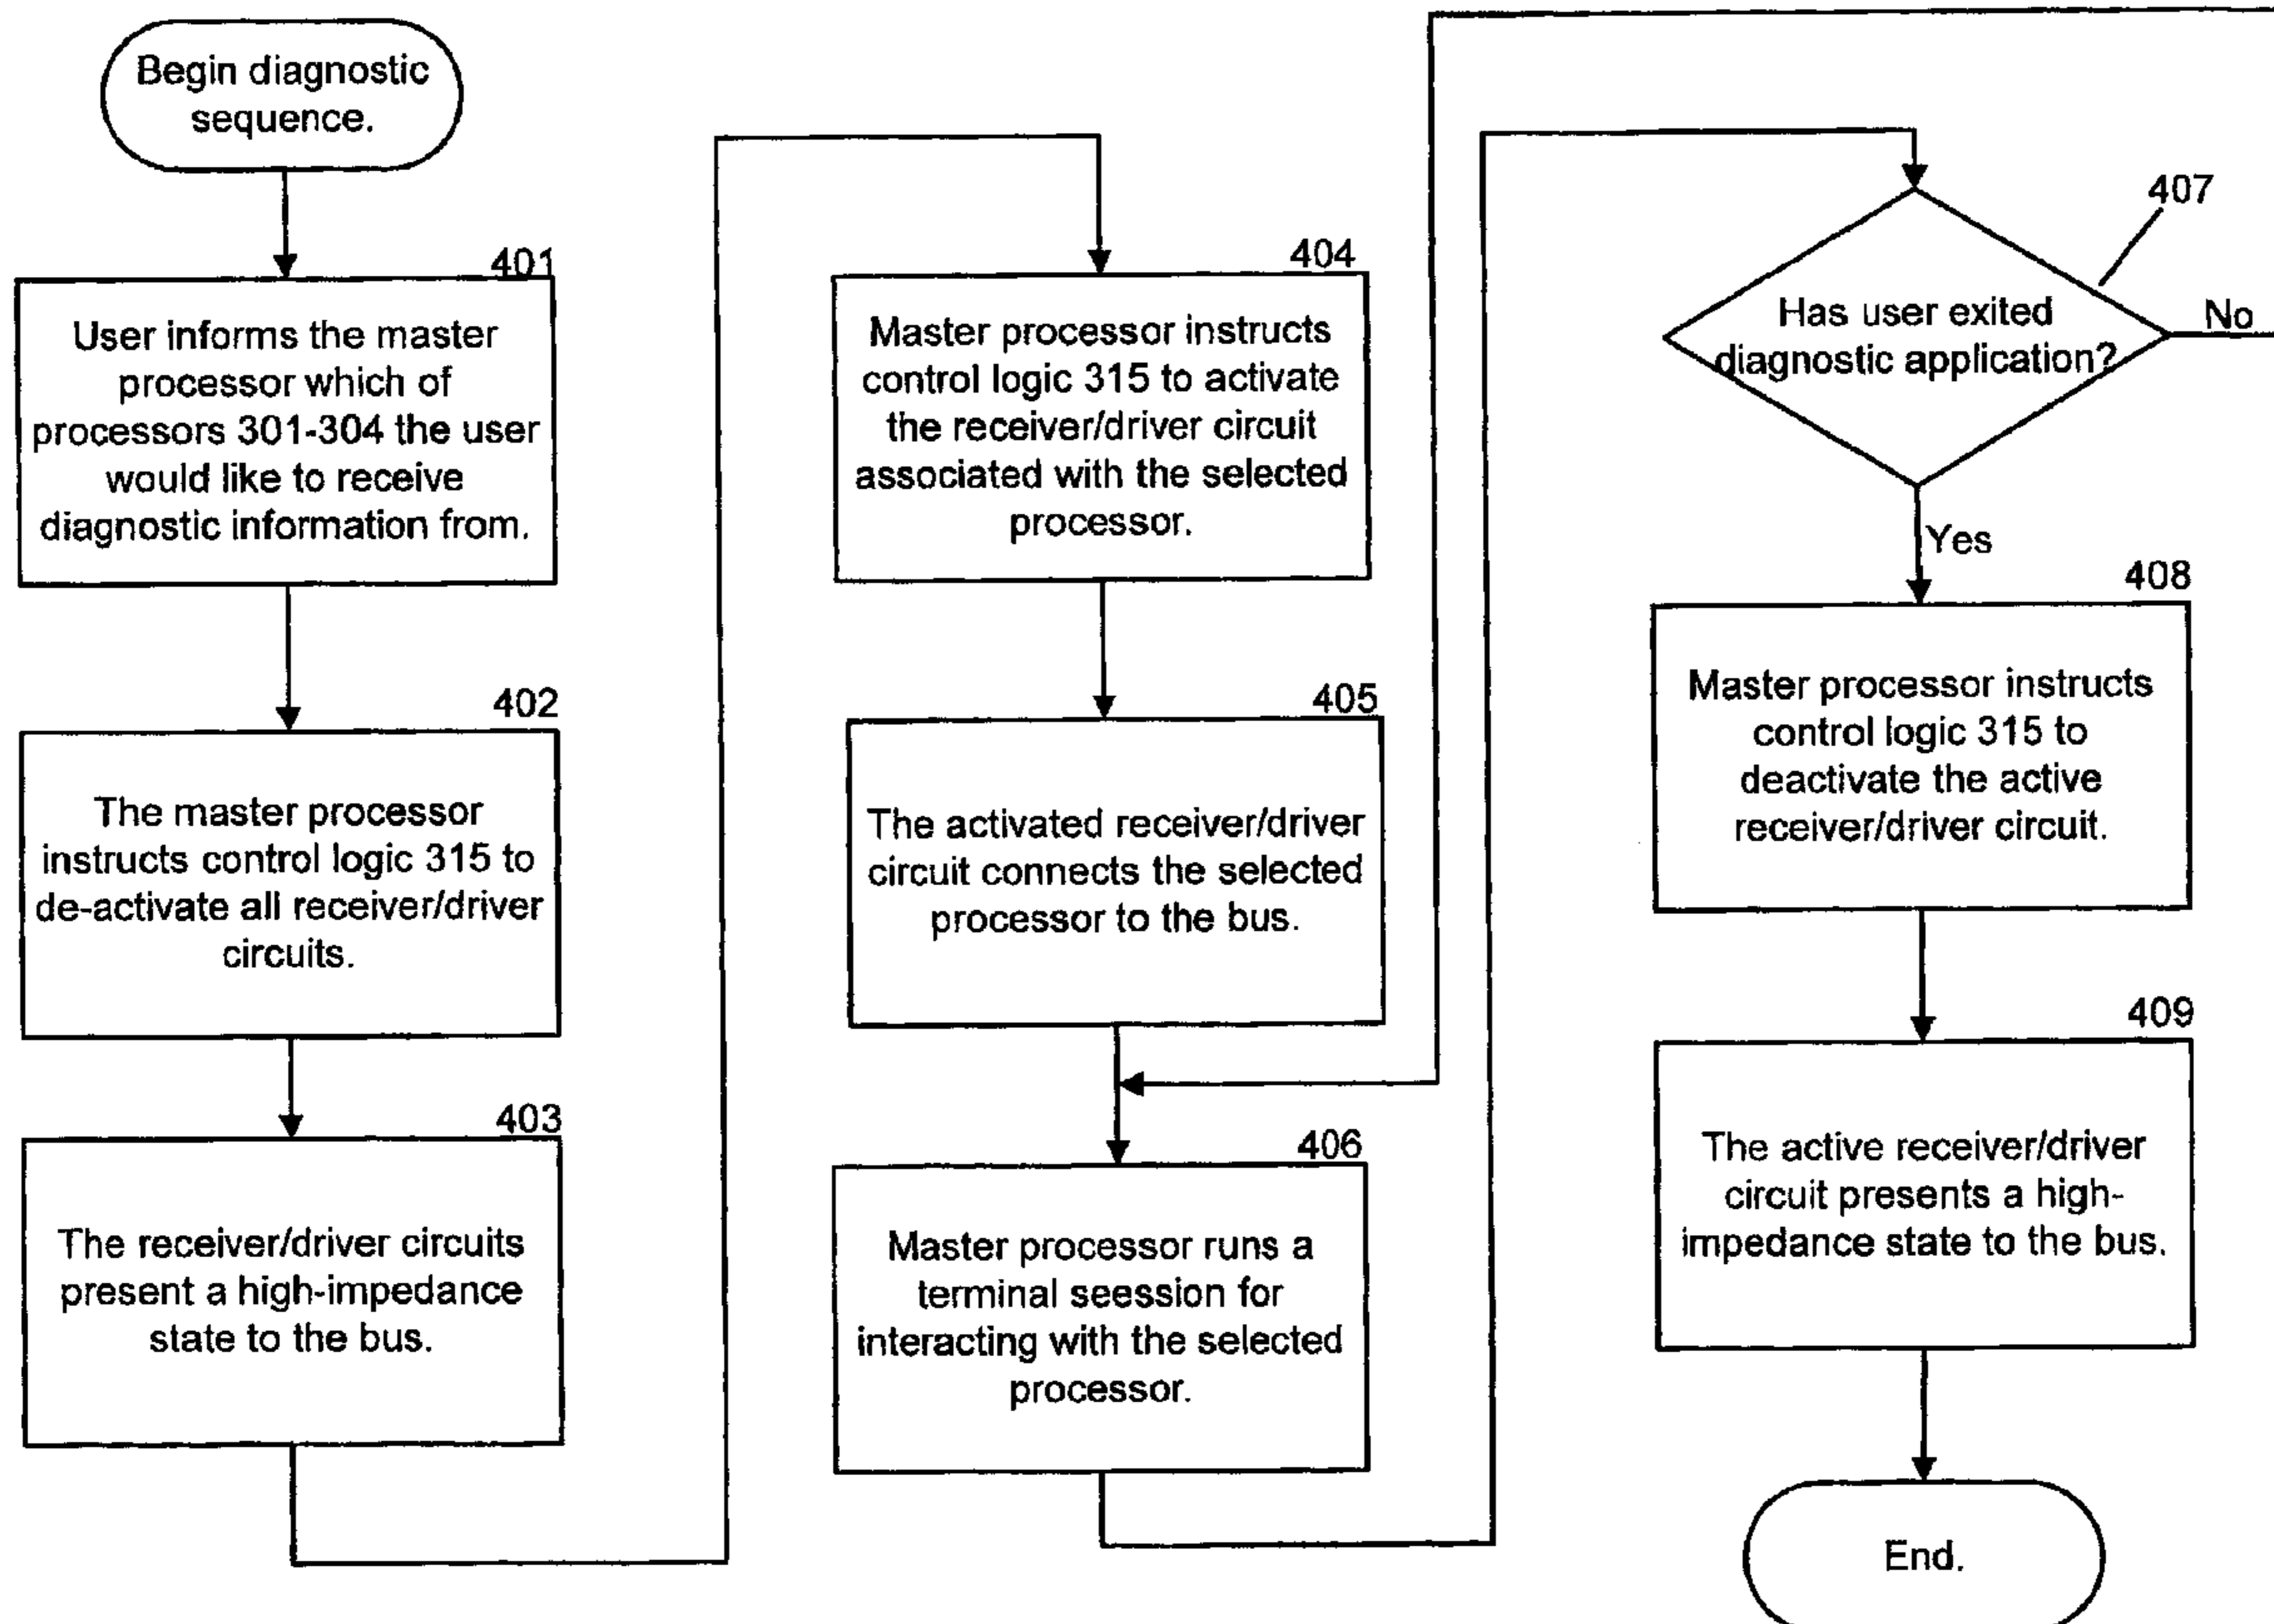 Begin diagnostic
sequence.
401
User informs the master
processor which of
processors 301-304 the user
would like to receive
diagnostic information from.
402
The master processor
instructs control logic 315 to
de-activate all receiver/driver
circuits.
403
The receiver/driver circuits
present a high-impedance
state to the bus.
404
Master processor instructs
control logic 315 to activate
the receiver/driver circuit
associated with the selected
processor.
405
The activated receiver/driver
circuit connects the selected
processor to the bus.
406
Master processor runs a
terminal seession for
interacting with the selected
processor.
407
Has user exited
diagnostic application?
No
Yes
408
Master processor instructs
control logic 315 to
deactivate the active
receiver/driver circuit.
409
The active receiver/driver
circuit presents a high-
impedance state to the bus.
End.